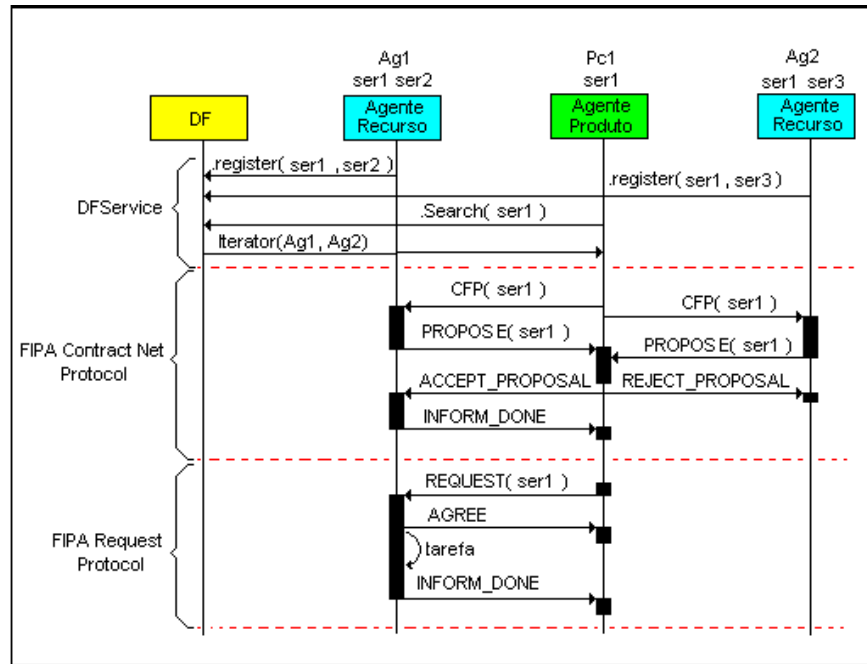 Ag1
ser1 ser2
Pc1
ser1
Ag2
ser1 ser3
DF
Agente
Recurso
Agente
Produto
Agente
Recurso
DFService
.register( ser1 ,ser2 )
.register(ser1, ser3)
.Search( ser1 )
Iterator(Ag1, Ag2)
FIPA Contract Net
Protocol
CFP( ser1 )
CFP( ser1 )
PROPOSE(ser1 )
PROPOSE( ser1 )
ACCEPT_PROPOSAL
REJECT_PROPOSAL
INFORM_DONE
FIPA Request
Protocol
REQUEST( ser1 )
AGREE
tarefa
INFORM_DONE